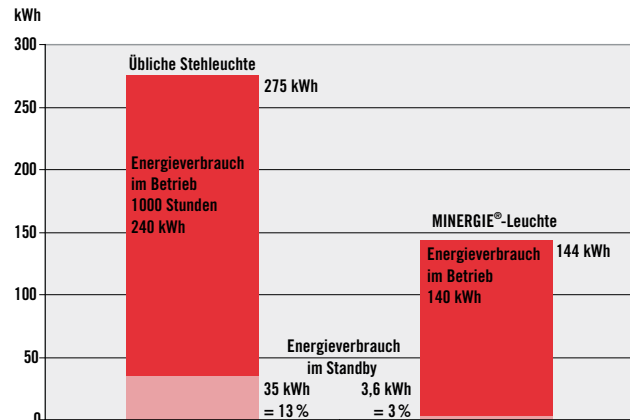 kWh
300
250
200
150
100
50
0
Übliche Stehleuchte
275 kWh
Energieverbrauch
im Betrieb
1000 Stunden
240 kWh
MINERGIE®-Leuchte
144 kWh
Energieverbrauch
im Betrieb
140 kWh
Energieverbrauch
im Standby
35 kWh
= 13 %
3,6 kWh
= 3 %